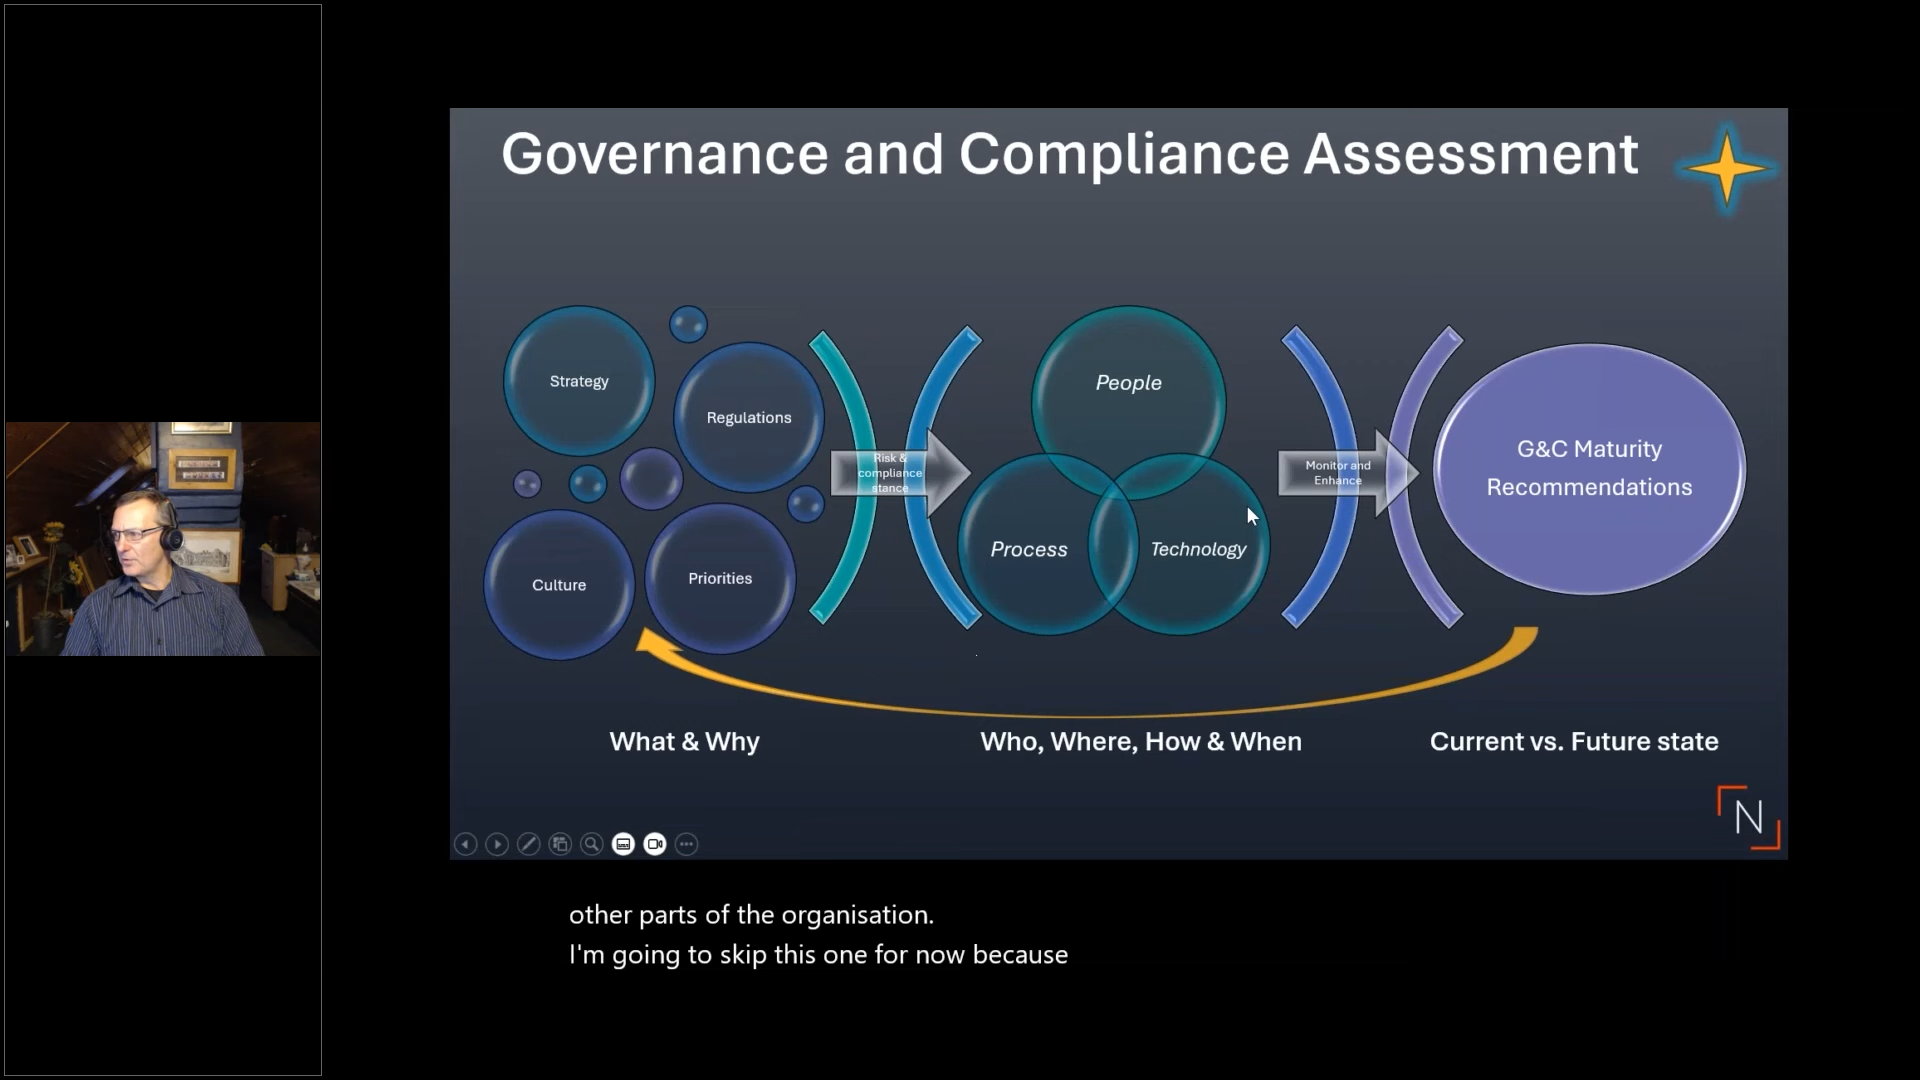 Governance and Compliance Assessment
Strategy
Regulations
Culture
Priorities
Risk &
compliance
stance
People
Process
Technology
Monitor and
Enhance
G&C Maturity
Recommendations
What & Why
Who, Where, How & When
Current vs. Future state
N
other parts of the organisation.
I'm going to skip this one for now because